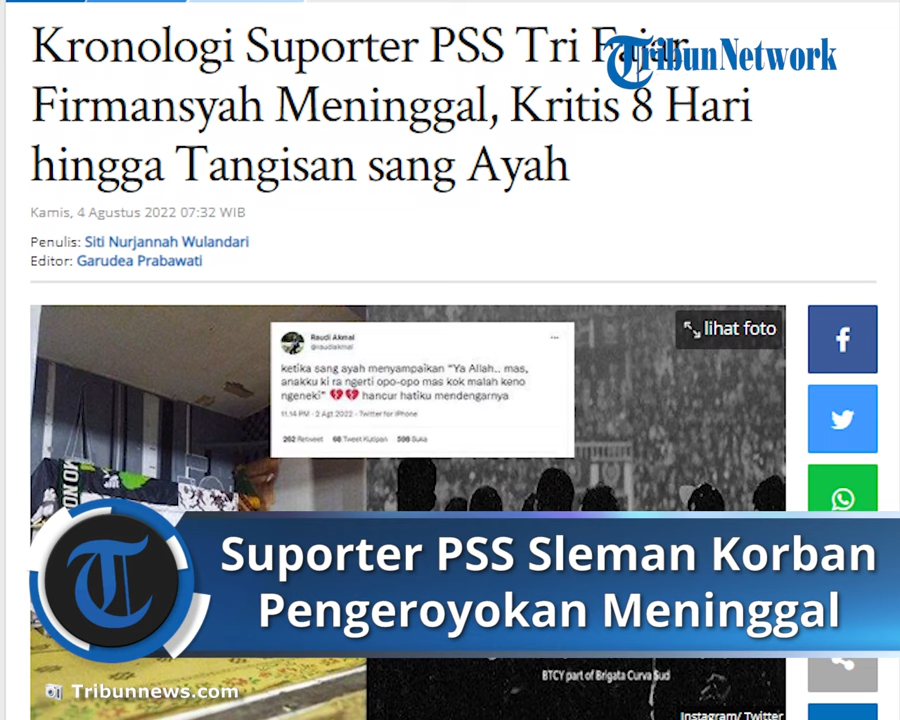 Kronologi Suporter PSS Tri Fajar
TribunNetwork
Firmansyah Meninggal, Kritis 8 Hari
hingga Tangisan sang Ayah
Kamis, 4 Agustus 2022 07:32 WIB
Penulis: Siti Nurjannah Wulandari
Editor: Garudea Prabawati
lihat foto
Raudi Akmal
@raudiakmal
ketika sang ayah menyampaikan "Ya Allah.. mas,
anakku ki ra ngerti opo-opo mas kok malah keno
ngeneki" 💔💔 hancur hatiku mendengarnya
11.14 PM · 2 Agt 2022 · Twitter for iPhone
262 Retweet 68 Tweet Kutipan 598 Suka
Suporter PSS Sleman Korban
Pengeroyokan Meninggal
BTCY part of Brigata Curva Sud
Tribunnews.com
Instagram/ Twitter